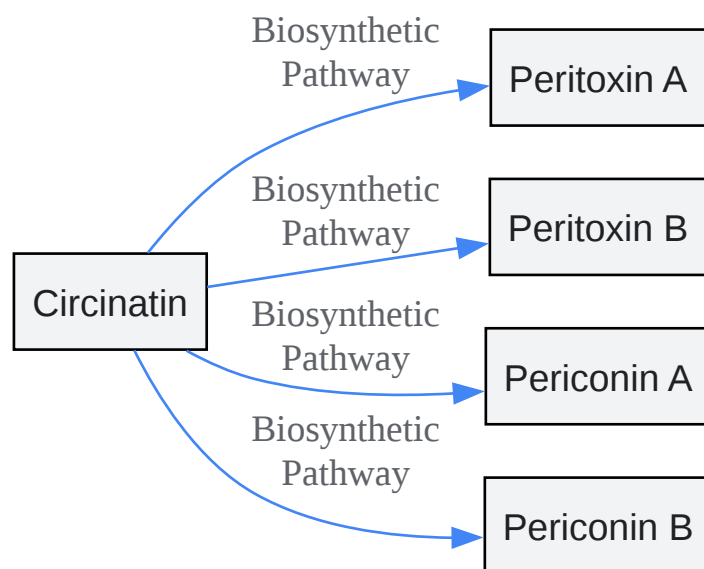 Biosynthetic
Pathway
Peritoxin A
Biosynthetic
Pathway
Peritoxin B
Circinatin
Biosynthetic
Pathway
Periconin A
Biosynthetic
Pathway
Periconin B